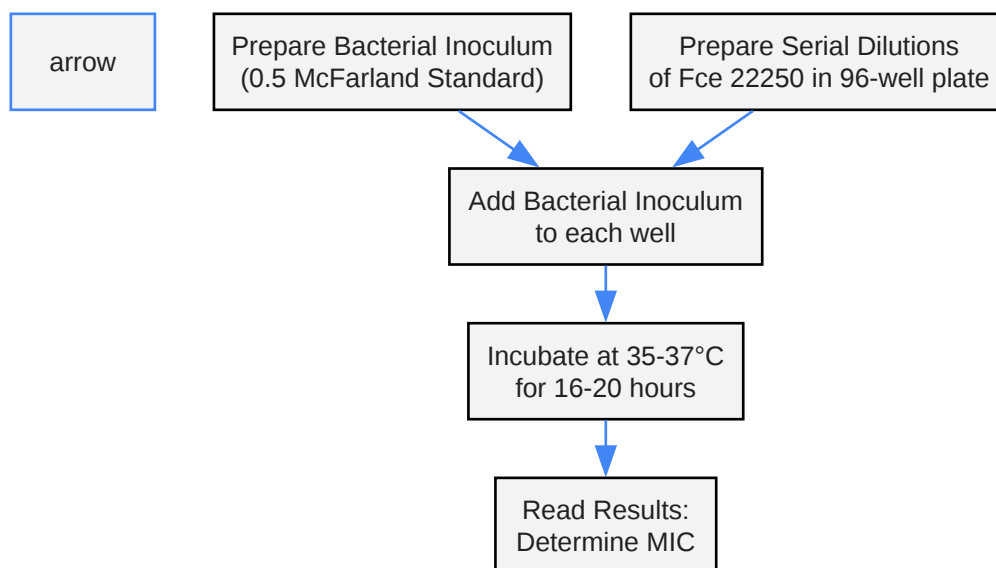 arrow
Prepare Bacterial Inoculum
(0.5 McFarland Standard)
Prepare Serial Dilutions
of Fce 22250 in 96-well plate
Add Bacterial Inoculum
to each well
Incubate at 35-37°C
for 16-20 hours
Read Results:
Determine MIC